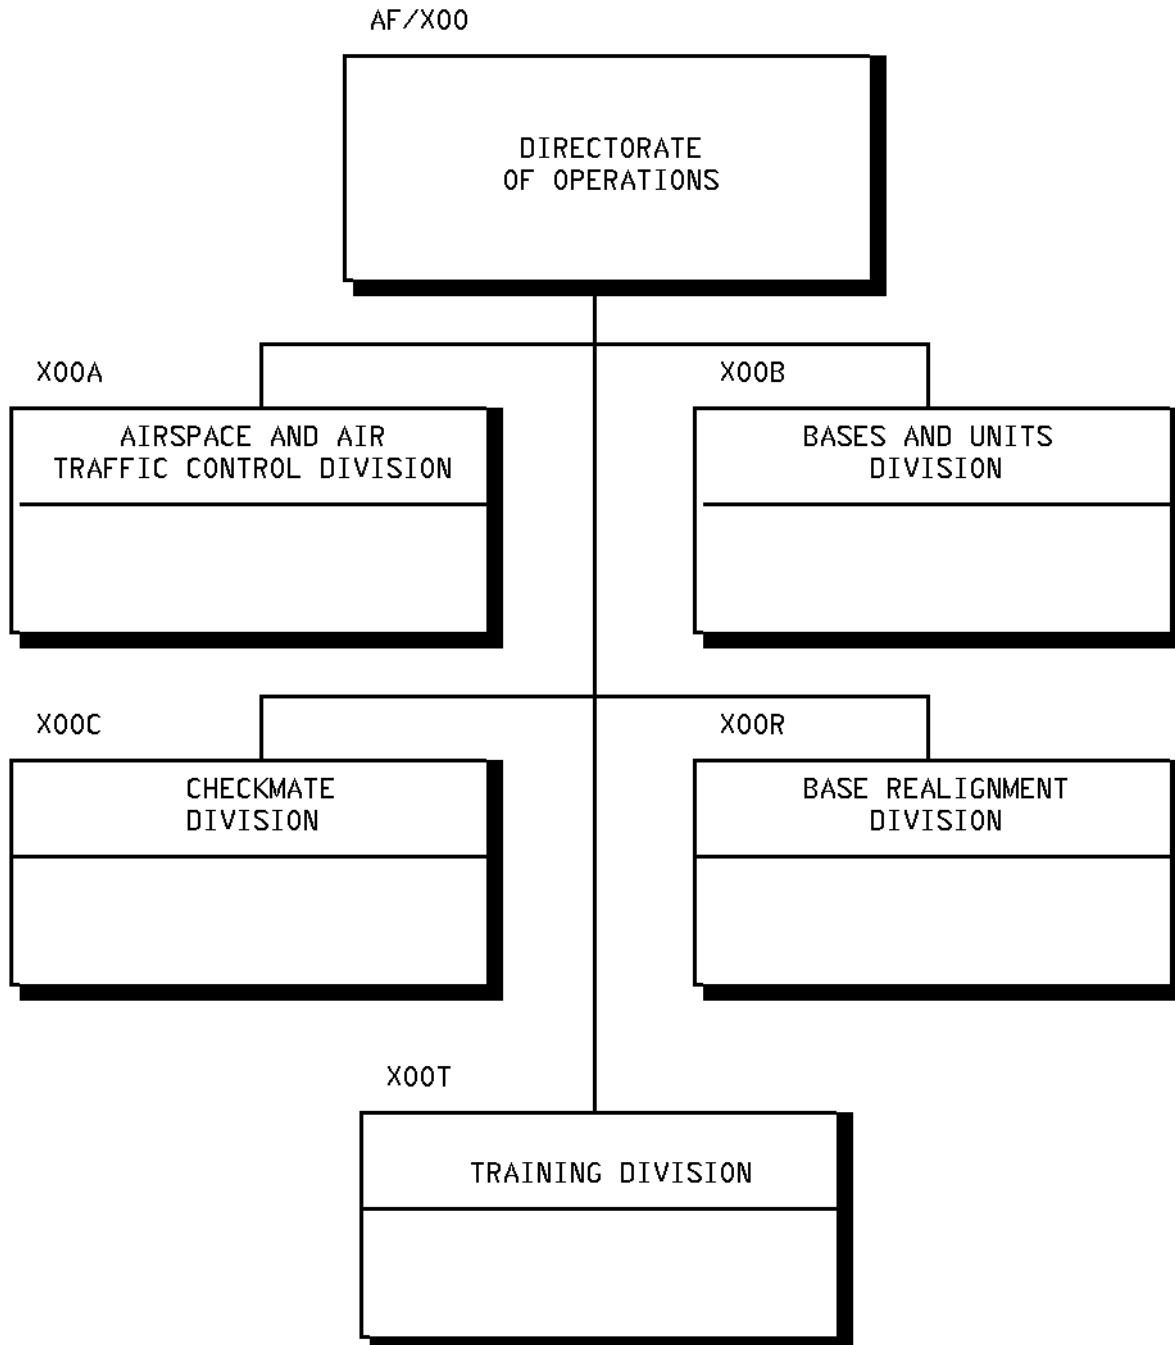 AF/XOO
DIRECTORATE
OF OPERATIONS
XOOA
XOOB
AIRSPACE AND AIR
TRAFFIC CONTROL DIVISION
BASES AND UNITS
DIVISION
XOOC
XOOR
CHECKMATE
DIVISION
BASE REALIGNMENT
DIVISION
XOOT
TRAINING DIVISION